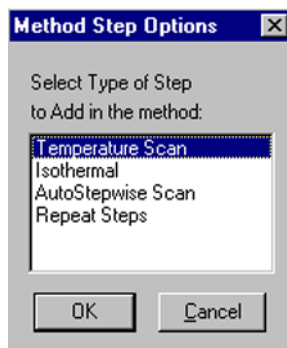 Method Step Options
Select Type of Step
to Add in the method:
Temperature Scan
Isothermal
AutoStepwise Scan
Repeat Steps
OK
Cancel